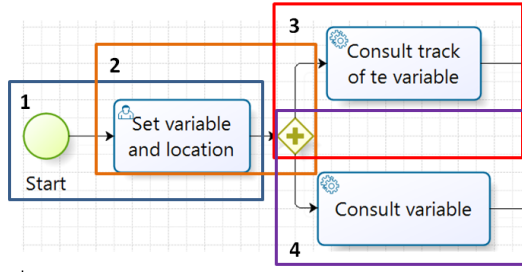 3
Consult track
of te variable
2
1
Set variable
and location
Start
Consult variable
4